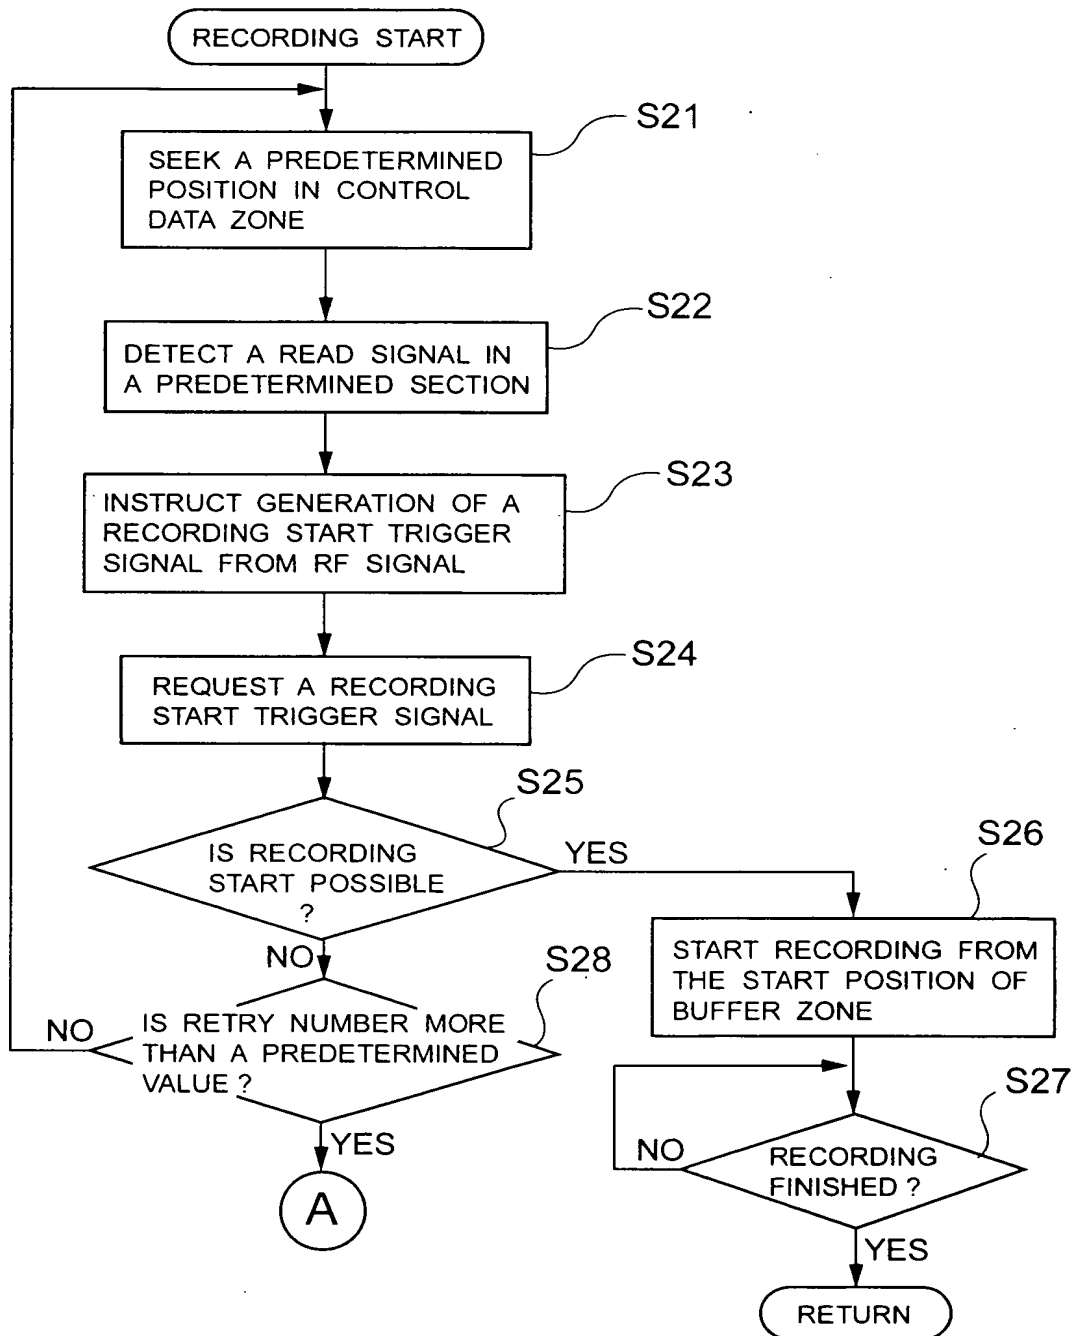 RECORDING START
S21
SEEK A PREDETERMINED
POSITION IN CONTROL
DATA ZONE
S22
DETECT A READ SIGNAL IN
A PREDETERMINED SECTION
S23
INSTRUCT GENERATION OF A
RECORDING START TRIGGER
SIGNAL FROM RF SIGNAL
S24
REQUEST A RECORDING
START TRIGGER SIGNAL
S25
IS RECORDING
START POSSIBLE
?
YES
NO
S26
START RECORDING FROM
THE START POSITION OF
BUFFER ZONE
S28
IS RETRY NUMBER MORE
THAN A PREDETERMINED
VALUE ?
NO
YES
A
S27
RECORDING
FINISHED ?
NO
YES
RETURN